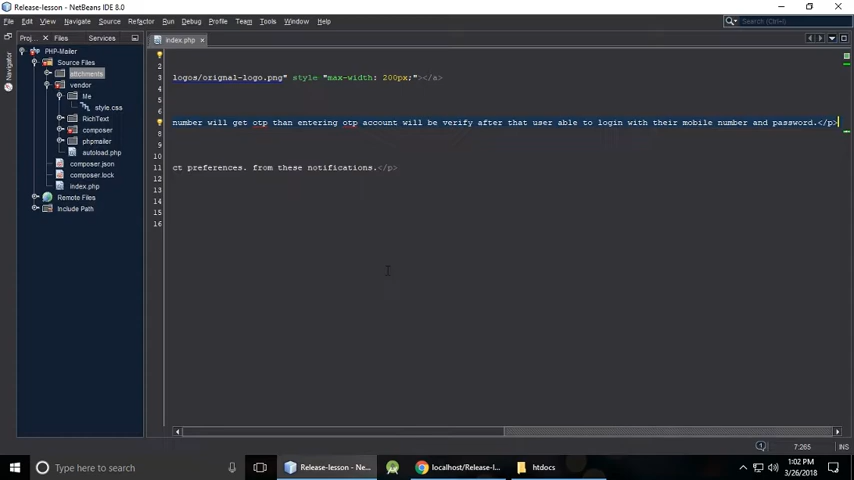 Release-lesson - NetBeans IDE 8.0
File Edit View Navigate Source Refactor Run Debug Profile Team Tools Window Help
Search (Ctrl+I)
Proj... Files Services
index.php
Navigator
PHP-Mailer
Source Files
attchments
vendor
Me
style.css
RichText
composer
phpmailer
autoload.php
composer.json
composer.lock
index.php
Remote Files
Include Path
2
3 logos/orignal-logo.png" style "max-width: 200px;"></a>
4
5
6
number will get otp than entering otp account will be verify after that user able to login with their mobile number and password.</p>
8
9
10
11 ct preferences. from these notifications.</p>
12
13
14
15
16
1
7:265
INS
Type here to search
Release-lesson - Ne...
localhost/Release-l...
htdocs
1:02 PM
3/26/2018